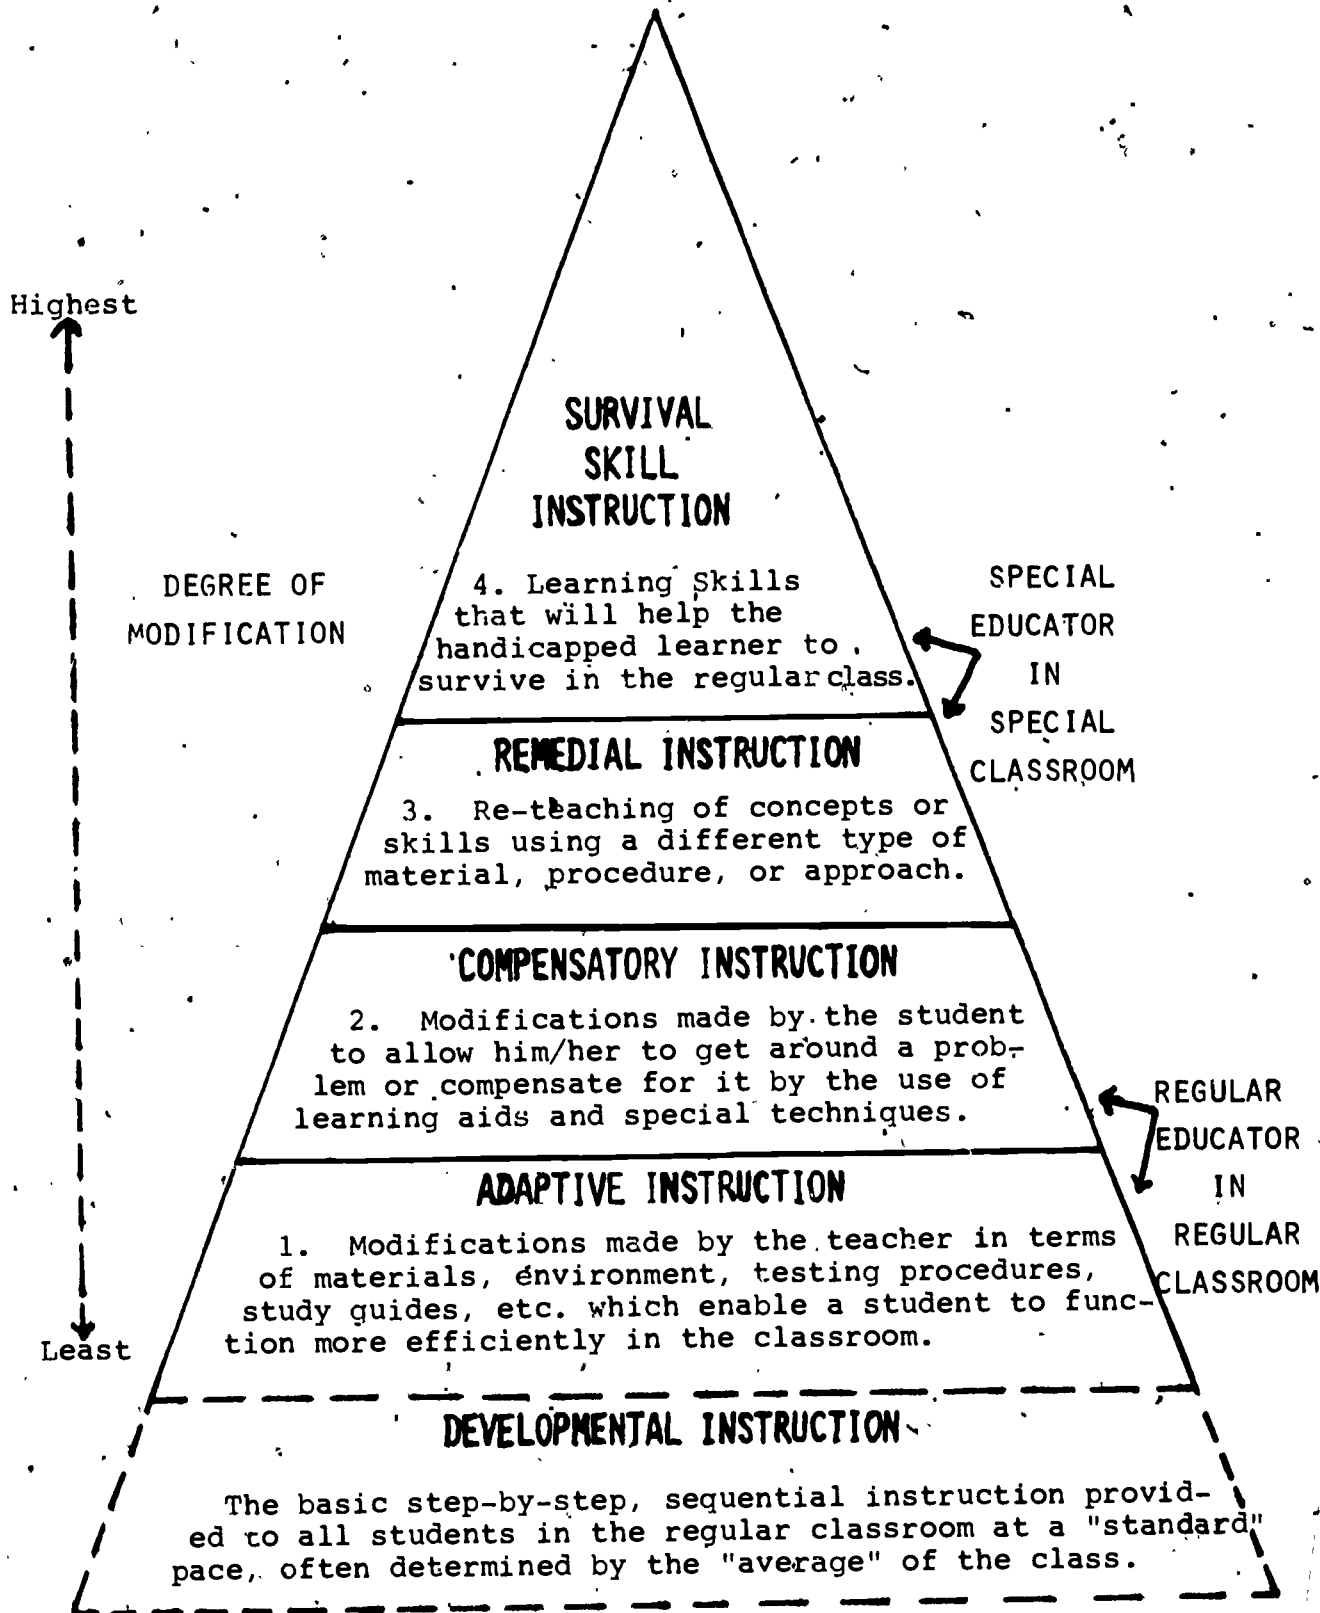 Highest
SURVIVAL
SKILL
INSTRUCTION
DEGREE OF
MODIFICATION
4. Learning Skills
that will help the
handicapped learner to
survive in the regular class.
SPECIAL
EDUCATOR
IN
SPECIAL
CLASSROOM
REMEDIAL INSTRUCTION
3. Re-teaching of concepts or
skills using a different type of
material, procedure, or approach.
COMPENSATORY INSTRUCTION
2. Modifications made by the student
to allow him/her to get around a prob-
lem or compensate for it by the use of
learning aids and special techniques.
REGULAR
EDUCATOR
IN
REGULAR
CLASSROOM
ADAPTIVE INSTRUCTION
1. Modifications made by the teacher in terms
of materials, environment, testing procedures,
study guides, etc. which enable a student to func-
tion more efficiently in the classroom.
Least
DEVELOPMENTAL INSTRUCTION
The basic step-by-step, sequential instruction provid-
ed to all students in the regular classroom at a "standard"
pace, often determined by the "average" of the class.